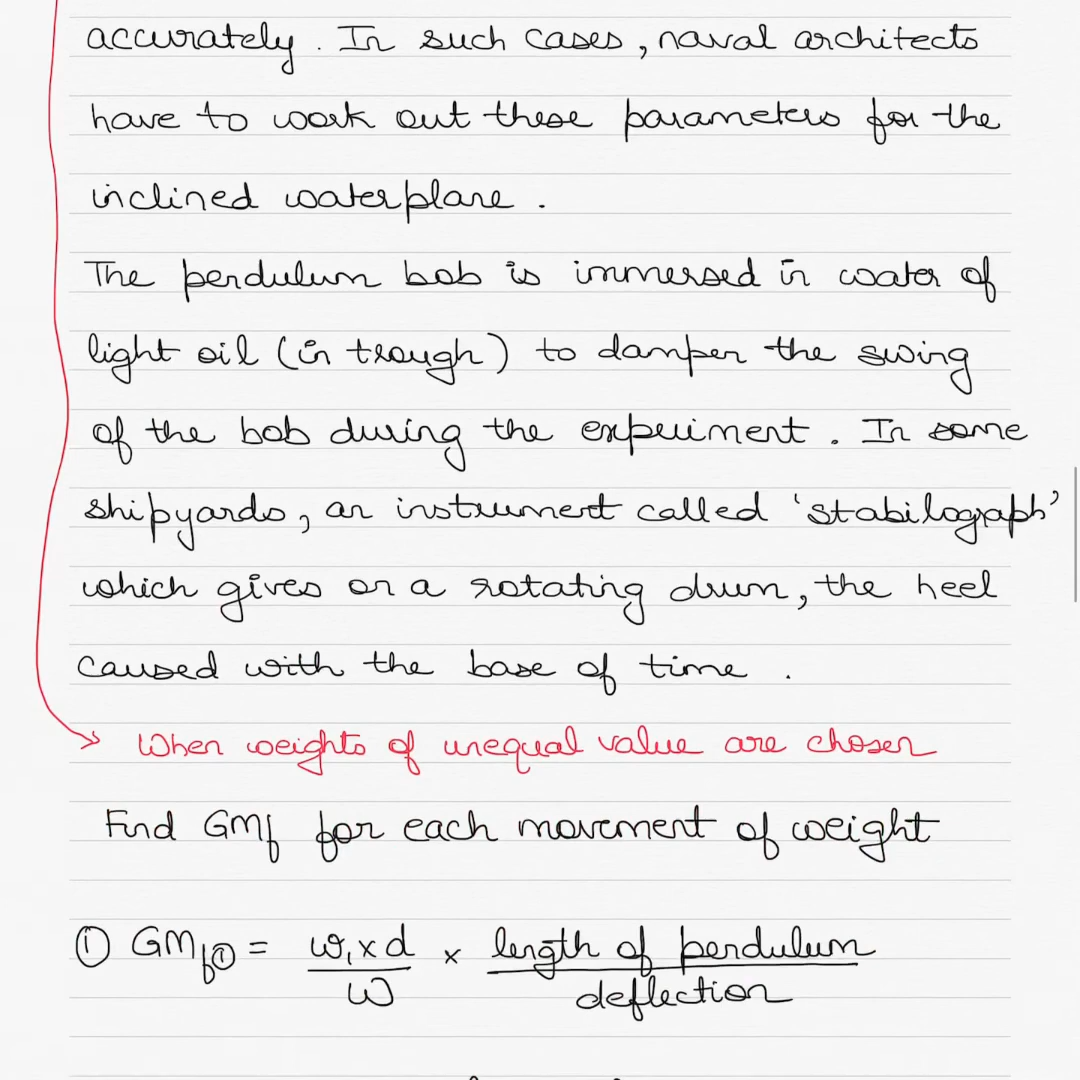 accurately. In such cases, naval architects
have to work out these parameters for the
inclined waterplane.
The pendulum bob is immersed in water of
light oil (in trough) to dampen the swing
of the bob during the experiment. In some
shipyards, an instrument called 'stabilograph'
which gives on a rotating drum, the heel
caused with the base of time.
→ When weights of unequal value are chosen
Find GMf for each movement of weight
① GMf① = w₁ x d / W x length of pendulum / deflection